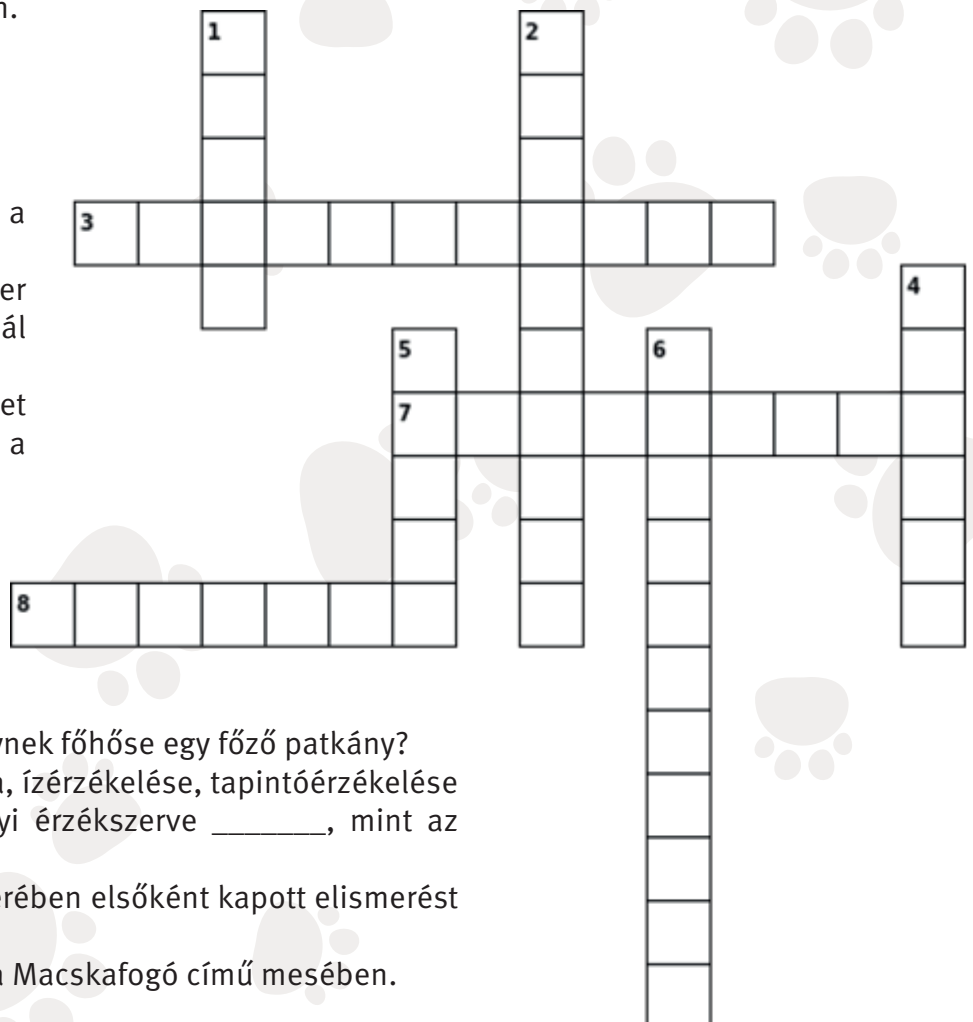 n.
1
2
a
3
er
4
ál
5
6
et
7
a
8
ynek főhőse egy főző patkány?
, ízérzékelése, tapintóérzékelése
yi érzékszerve _______, mint az
erében elsőként kapott elismerést
a Macskafogó című mesében.